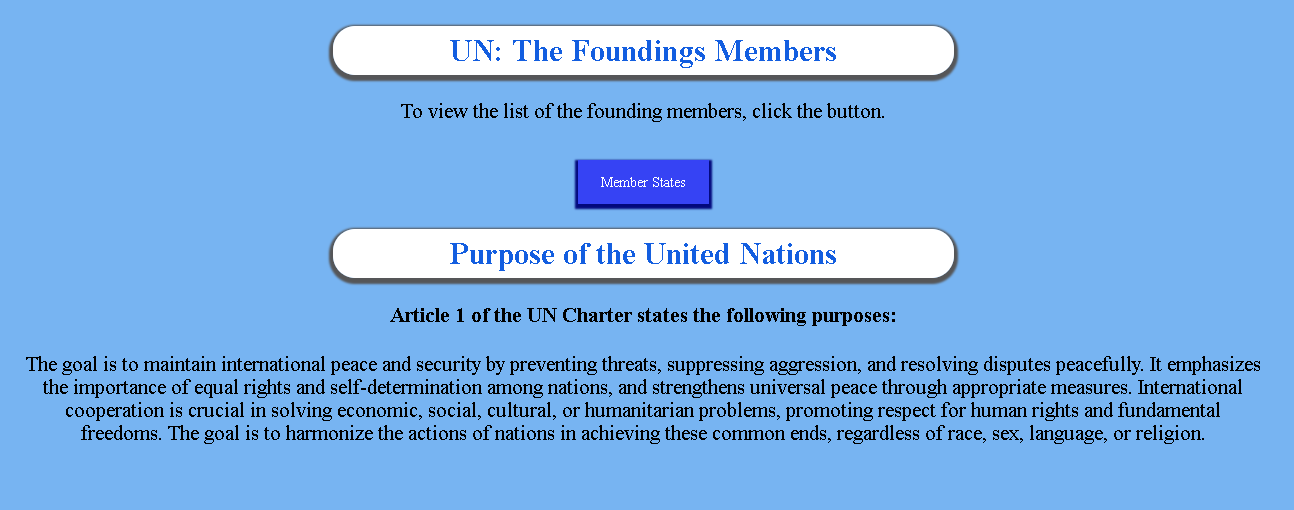 UN: The Foundings Members
To view the list of the founding members, click the button.
Member States
Purpose of the United Nations
Article 1 of the UN Charter states the following purposes:
The goal is to maintain international peace and security by preventing threats, suppressing aggression, and resolving disputes peacefully. It emphasizes
the importance of equal rights and self-determination among nations, and strengthens universal peace through appropriate measures. International
cooperation is crucial in solving economic, social, cultural, or humanitarian problems, promoting respect for human rights and fundamental
freedoms. The goal is to harmonize the actions of nations in achieving these common ends, regardless of race, sex, language, or religion.